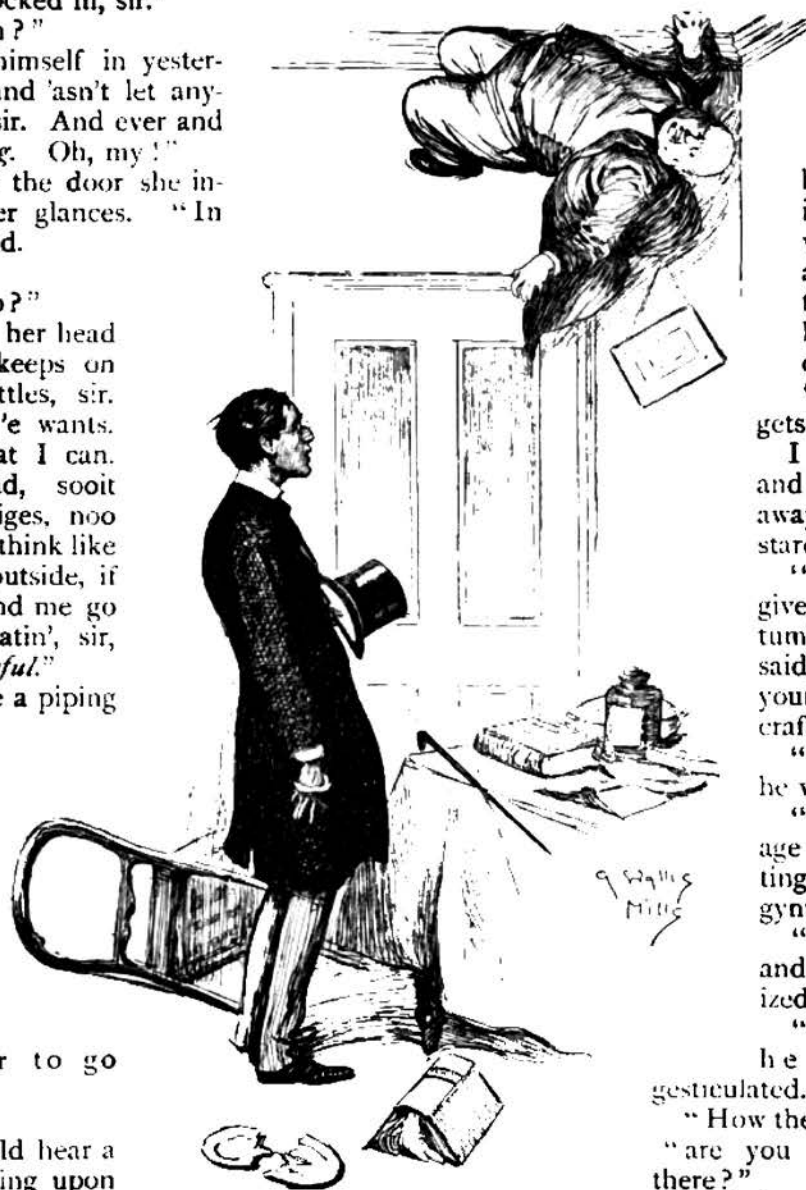 ocked in, sir."
n ?"
himself in yester-
and 'asn't let any-
sir. And ever and
g. Oh, my!"
the door she in-
er glances. "In
d.
o?"
her head
keeps on
ttles, sir.
'e wants.
at I can.
d, sooit
iges, noo
think like
outside, if
nd me go
atin', sir,
ful."
e a piping
r to go
ld hear a
ing upon
G Wallis
Mills
gets
I
and
away
stare
"
give
tum
said
your
craf
"
he w
"
age
ting
gyn
"
and
ized
"
he
gesticulated.
"How the
"are you
there?"